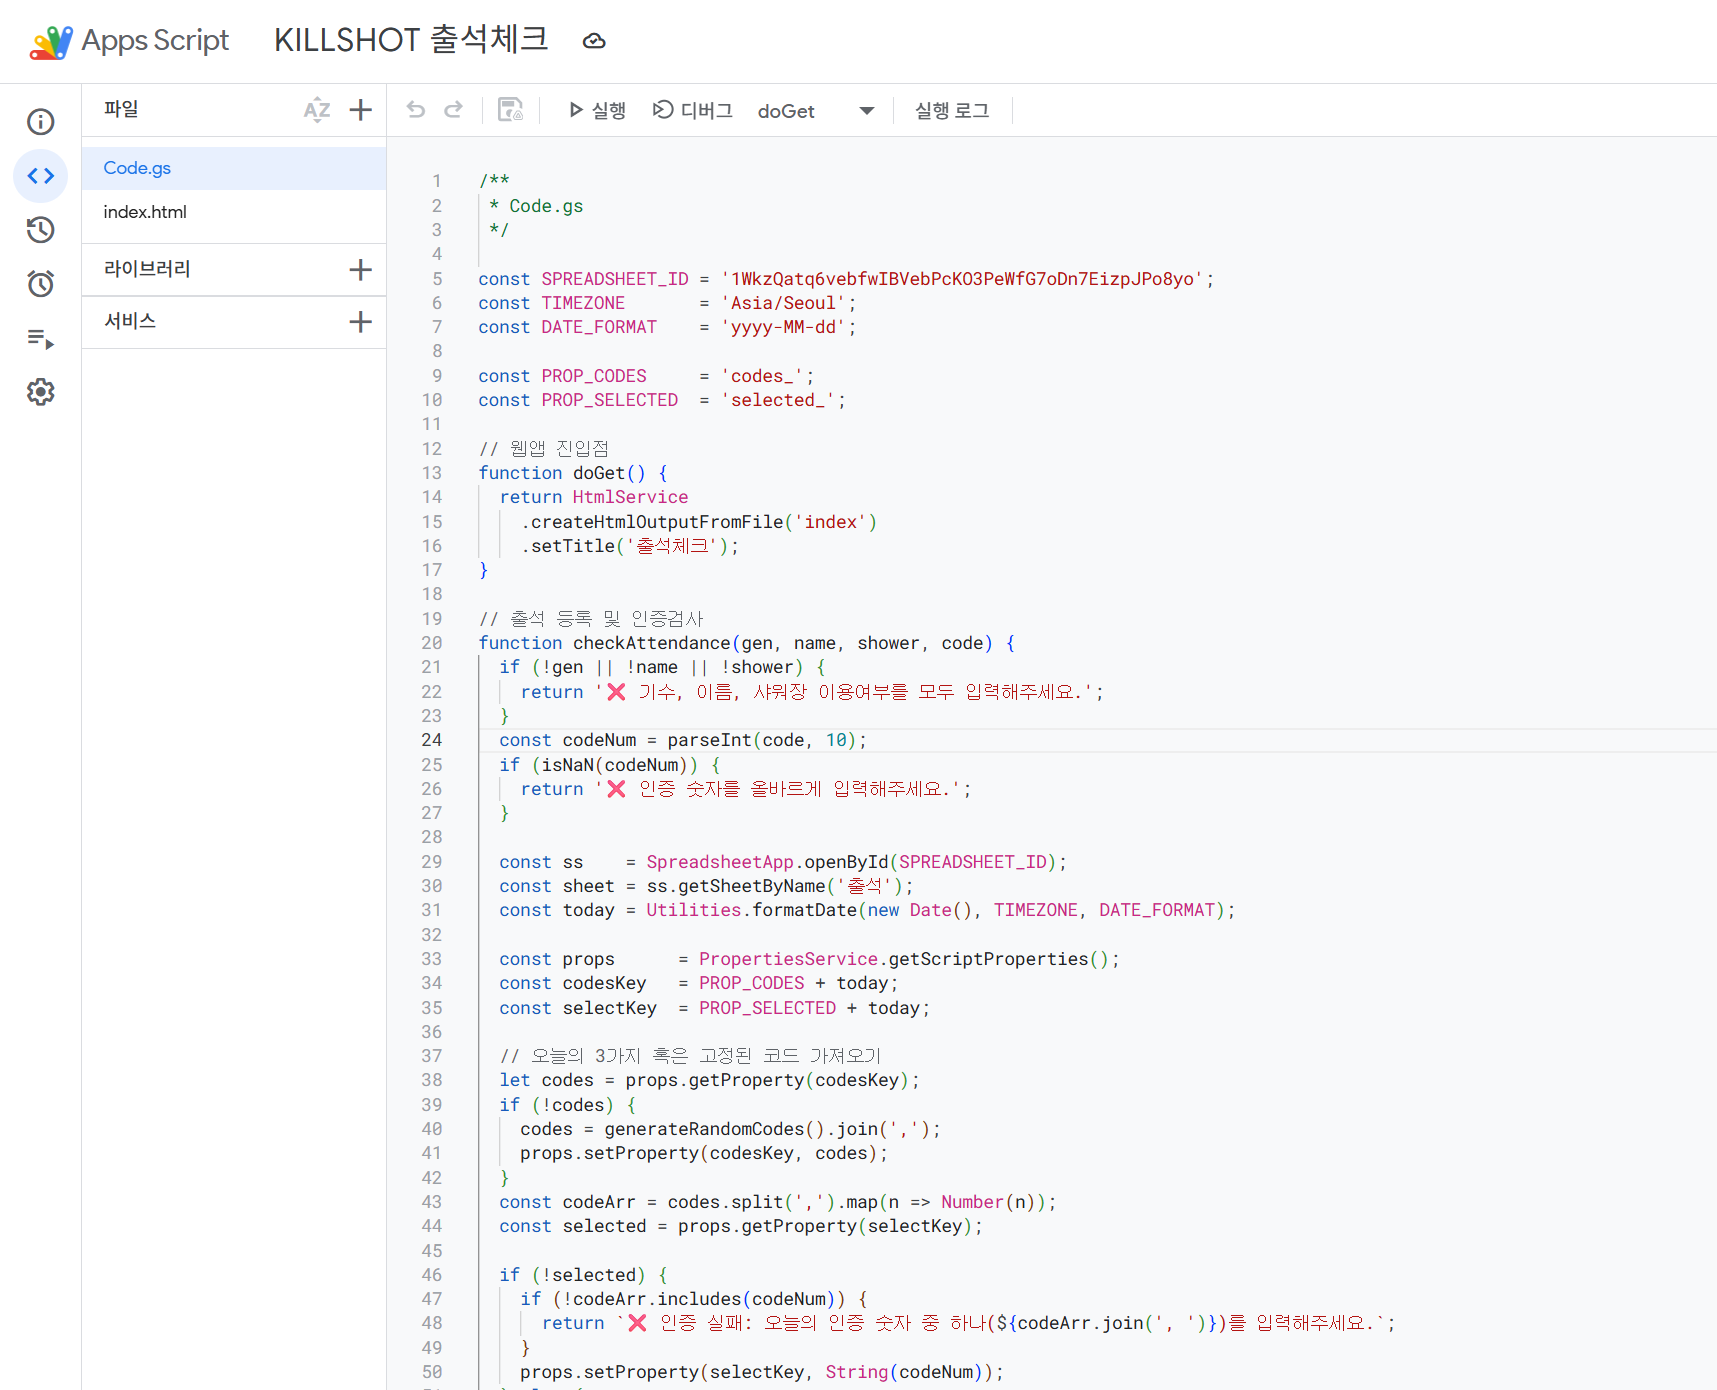 Apps Script KILLSHOT 출석체크
파일
Code.gs
index.html
라이브러리
서비스
실행 디버그 doGet 실행 로그
1 /**
2 * Code.gs
3 */
4
5 const SPREADSHEET_ID = '1WkzQatq6vebfwIBVebPcKO3PeWfG7oDn7EizpJPo8yo';
6 const TIMEZONE = 'Asia/Seoul';
7 const DATE_FORMAT = 'yyyy-MM-dd';
8
9 const PROP_CODES = 'codes_';
10 const PROP_SELECTED = 'selected_';
11
12 // 웹앱 진입점
13 function doGet() {
14 return HtmlService
15 .createHtmlOutputFromFile('index')
16 .setTitle('출석체크');
17 }
18
19 // 출석 등록 및 인증검사
20 function checkAttendance(gen, name, shower, code) {
21 if (!gen || !name || !shower) {
22 return '❌ 기수, 이름, 샤워장 이용여부를 모두 입력해주세요.';
23 }
24 const codeNum = parseInt(code, 10);
25 if (isNaN(codeNum)) {
26 return '❌ 인증 숫자를 올바르게 입력해주세요.';
27 }
28
29 const ss = SpreadsheetApp.openById(SPREADSHEET_ID);
30 const sheet = ss.getSheetByName('출석');
31 const today = Utilities.formatDate(new Date(), TIMEZONE, DATE_FORMAT);
32
33 const props = PropertiesService.getScriptProperties();
34 const codesKey = PROP_CODES + today;
35 const selectKey = PROP_SELECTED + today;
36
37 // 오늘의 3가지 혹은 고정된 코드 가져오기
38 let codes = props.getProperty(codesKey);
39 if (!codes) {
40 codes = generateRandomCodes().join(',');
41 props.setProperty(codesKey, codes);
42 }
43 const codeArr = codes.split(',').map(n => Number(n));
44 const selected = props.getProperty(selectKey);
45
46 if (!selected) {
47 if (!codeArr.includes(codeNum)) {
48 return `❌ 인증 실패: 오늘의 인증 숫자 중 하나(${codeArr.join(', ')})를 입력해주세요.`;
49 }
50 props.setProperty(selectKey, String(codeNum));